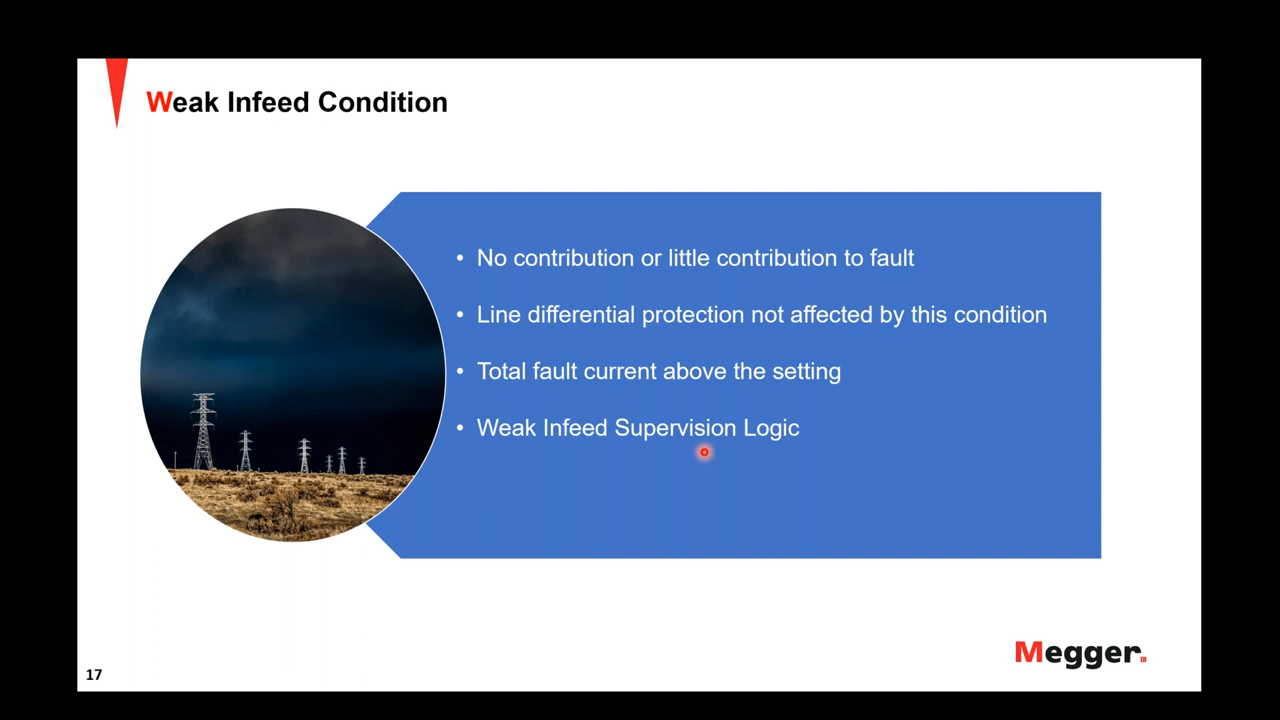 Weak Infeed Condition
• No contribution or little contribution to fault
• Line differential protection not affected by this condition
• Total fault current above the setting
• Weak Infeed Supervision Logic
Megger.
17